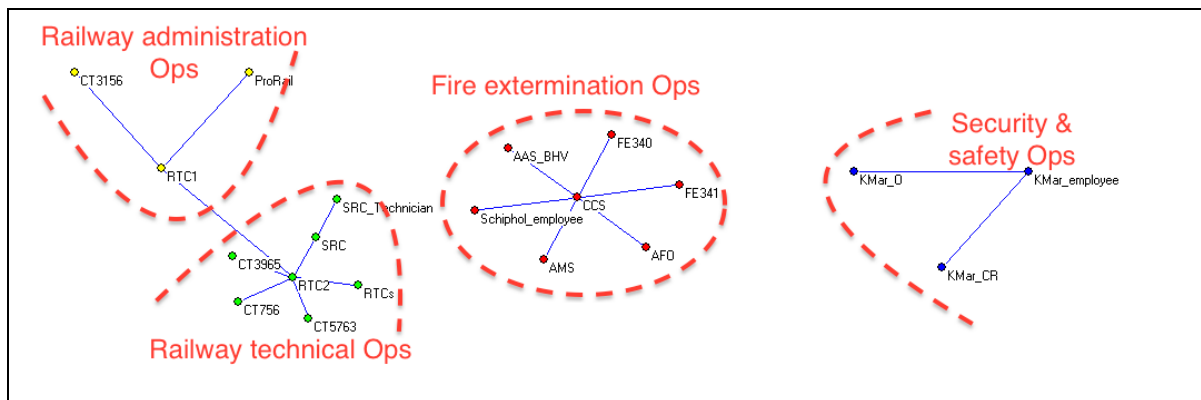 Railway administration
Ops
CT3156
ProRail
RTC1
Fire extermination Ops
AAS_BHV
FE340
FE341
CCS
Schiphol_employee
AMS
AFO
Security &
safety Ops
KMar_O
KMar_employee
KMar_CR
SRC_Technician
SRC
CT3965
RTC2
RTCs
CT756
CT5763
Railway technical Ops